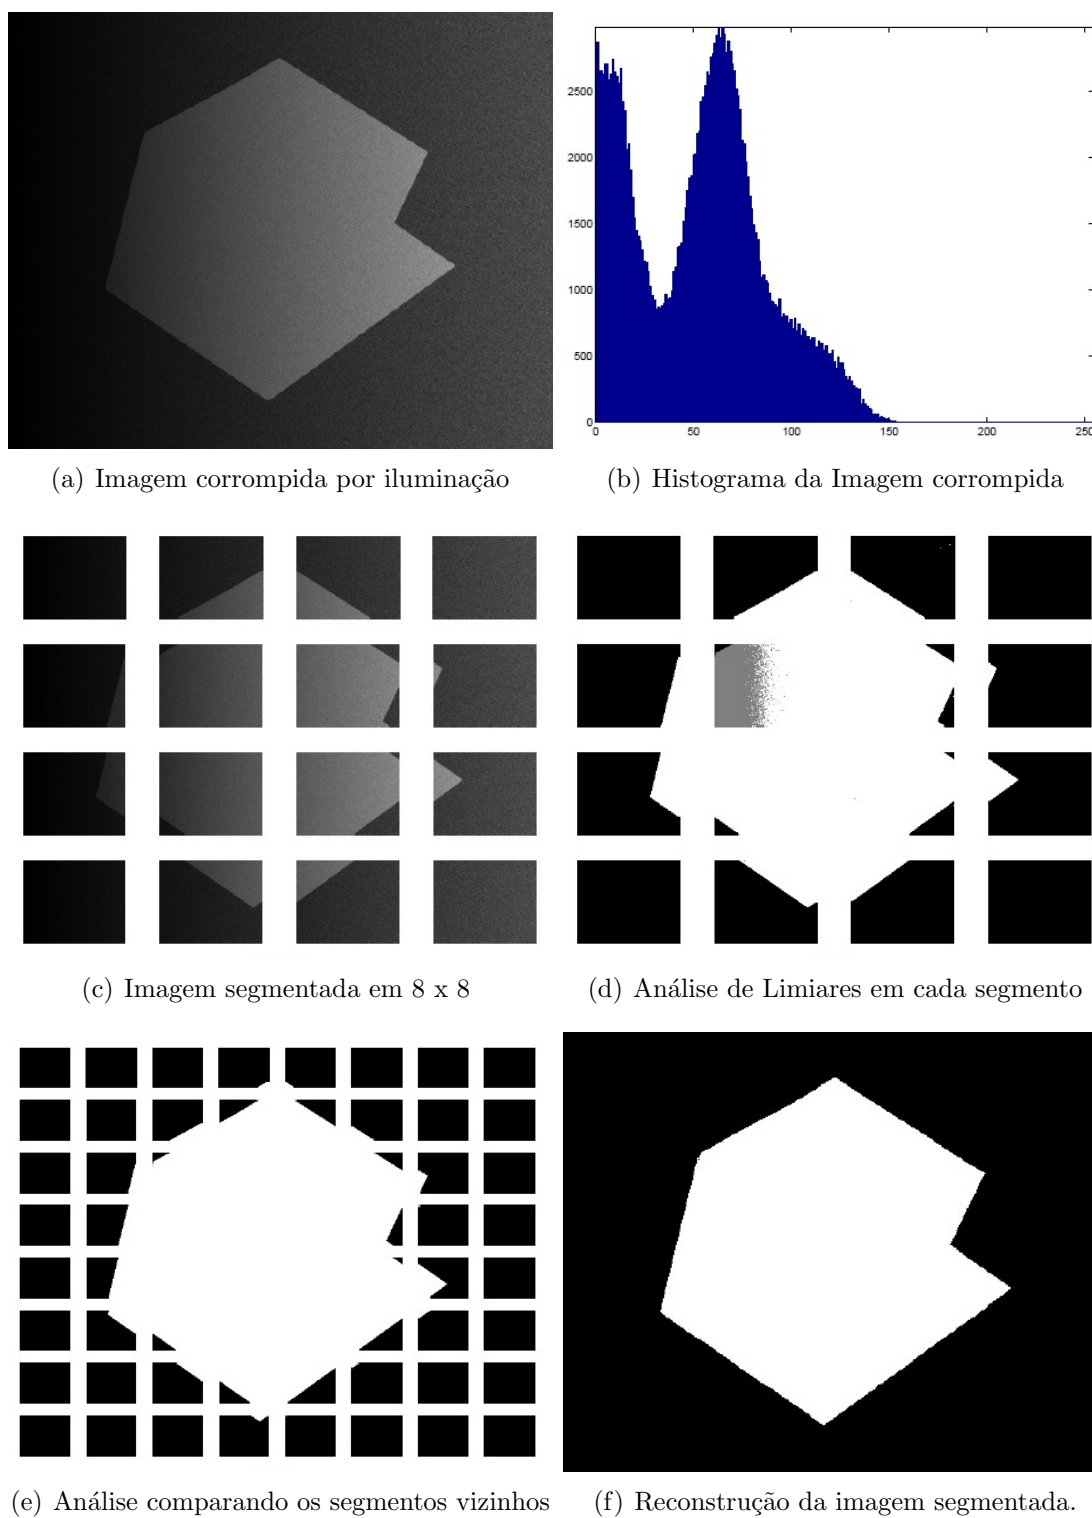 2500
2000
1500
1000
500
0
0 50 100 150 200 250
(a) Imagem corrompida por iluminação
(b) Histograma da Imagem corrompida
(c) Imagem segmentada em 8 x 8
(d) Análise de Limiares em cada segmento
(e) Análise comparando os segmentos vizinhos
(f) Reconstrução da imagem segmentada.